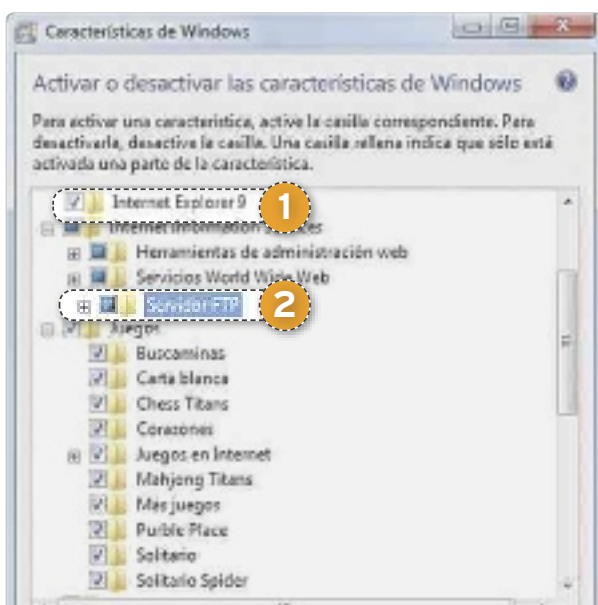 Características de Windows
Activar o desactivar las características de Windows
Para activar una característica, active la casilla correspondiente. Para
desactivarla, desactive la casilla. Una casilla rellena indica que sólo está
activada una parte de la característica.
Internet Explorer 9
1
Internet Information Services
Herramientas de administración web
Servicios World Wide Web
Servidor FTP
2
Juegos
Buscaminas
Carta blanca
Chess Titans
Corazones
Juegos en Internet
Mahjong Titans
Más juegos
Purble Place
Solitario
Solitario Spider